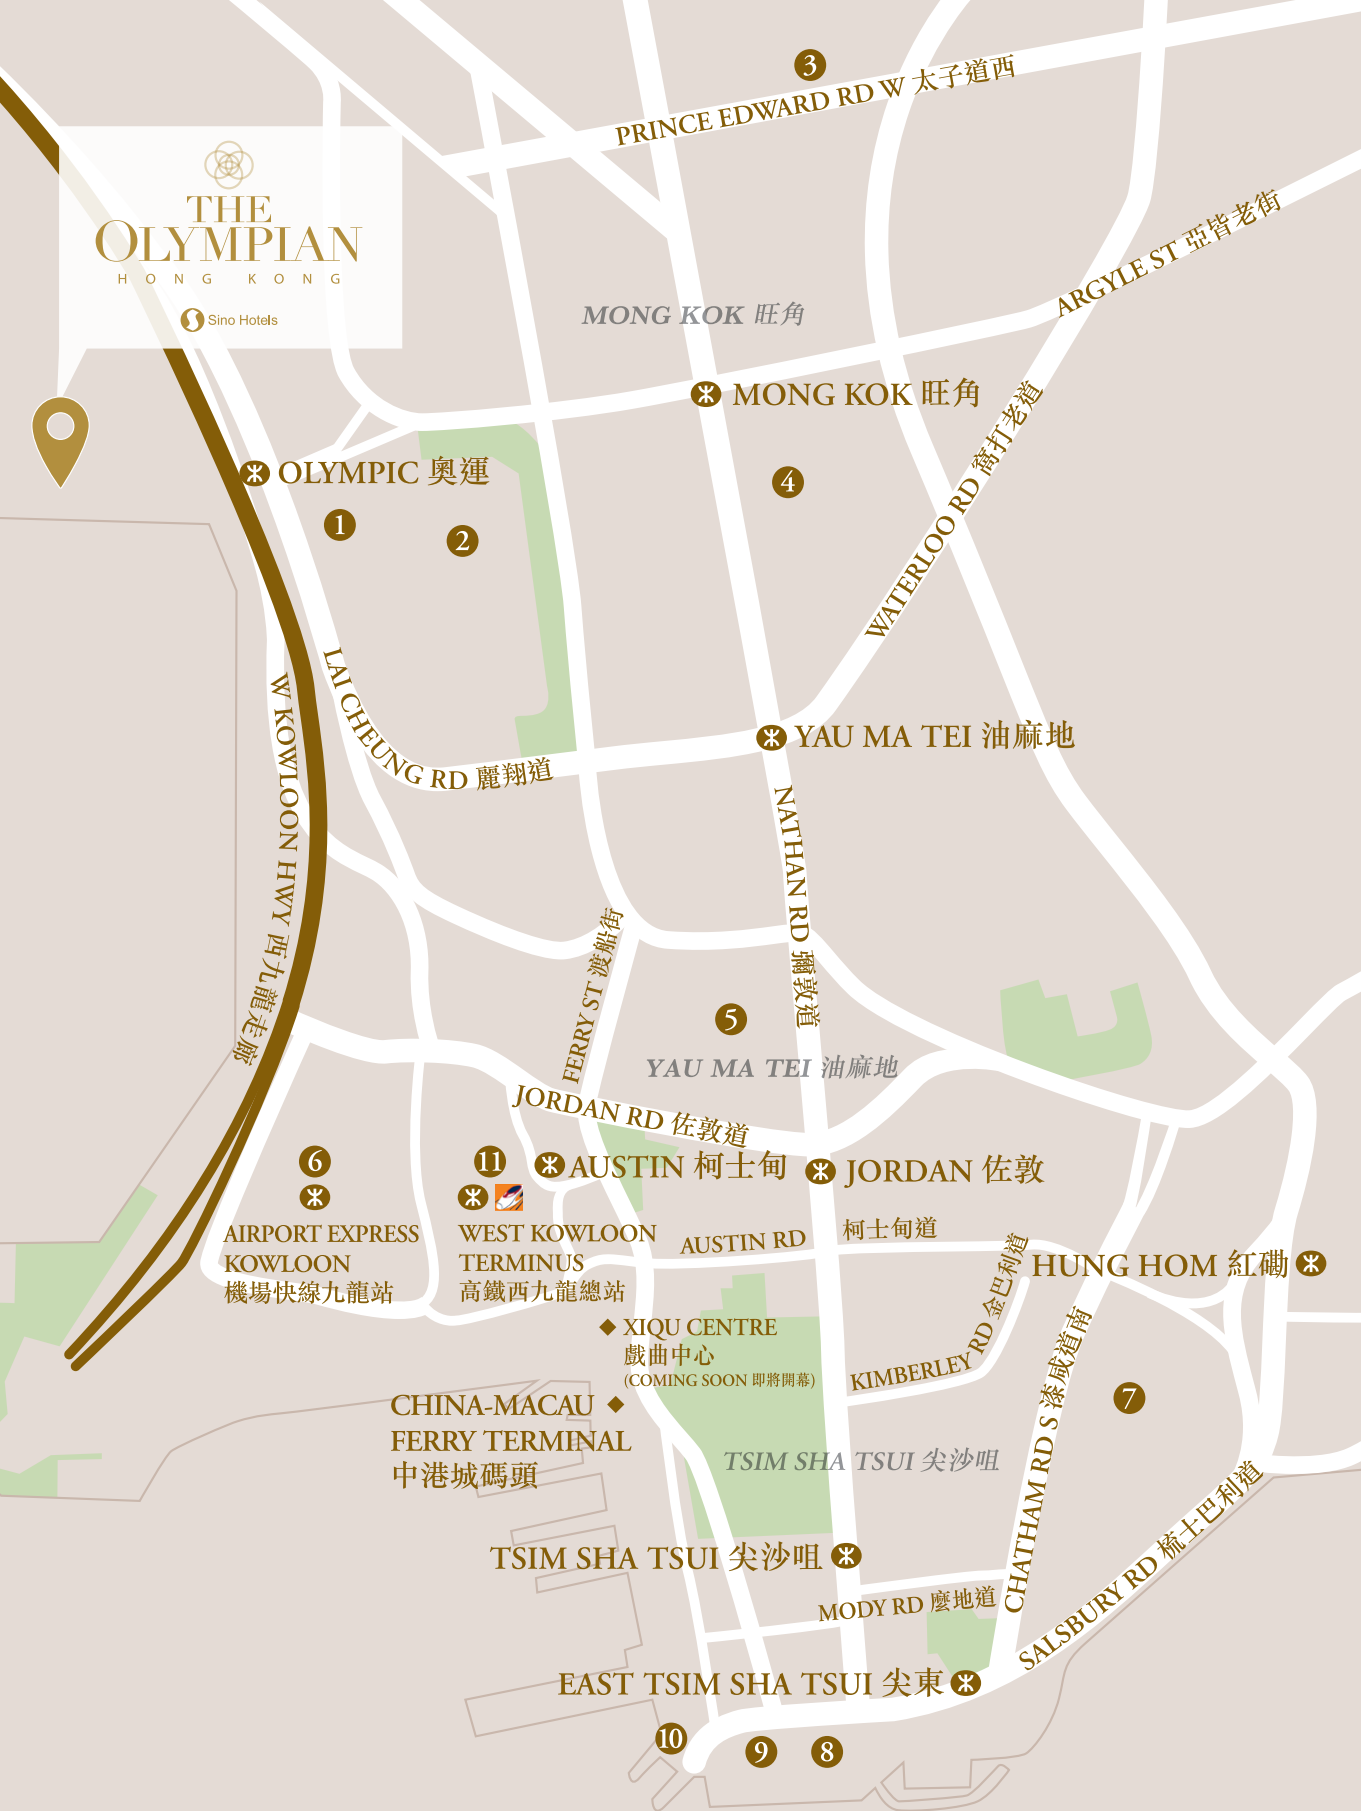 3
PRINCE EDWARD RD W 太子道西
THE
OLYMPIAN
HONG KONG
Sino Hotels
ARGYLE ST 亞皆老街
MONG KOK 旺角
MONG KOK 旺角
WATERLOO RD 窩打老道
OLYMPIC 奧運
4
1
2
LAI CHEUNG RD 麗翔道
W KOWLOON HWY 西九龍走廊
YAU MA TEI 油麻地
NATHAN RD 彌敦道
FERRY ST 渡船街
5
YAU MA TEI 油麻地
JORDAN RD 佐敦道
6
AIRPORT EXPRESS
KOWLOON
機場快線九龍站
11
WEST KOWLOON
TERMINUS
高鐵西九龍總站
AUSTIN 柯士甸
JORDAN 佐敦
AUSTIN RD 柯士甸道
KIMBERLEY RD 金巴利道
HUNG HOM 紅磡
XIQU CENTRE
戲曲中心
(COMING SOON 即將開幕)
CHATHAM RD S 漆咸道南
7
CHINA-MACAU
FERRY TERMINAL
中港城碼頭
TSIM SHA TSUI 尖沙咀
SALSBURY RD 梳士巴利道
TSIM SHA TSUI 尖沙咀
MODY RD 麼地道
EAST TSIM SHA TSUI 尖東
10
9
8